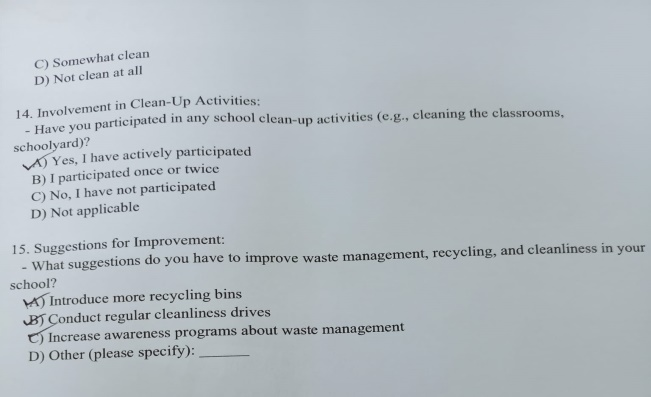 C) Somewhat clean
D) Not clean at all
14. Involvement in Clean-Up Activities:
- Have you participated in any school clean-up activities (e.g., cleaning the classrooms,
schoolyard)?
A) Yes, I have actively participated
B) I participated once or twice
C) No, I have not participated
D) Not applicable
15. Suggestions for Improvement:
- What suggestions do you have to improve waste management, recycling, and cleanliness in your
school?
A) Introduce more recycling bins
B) Conduct regular cleanliness drives
C) Increase awareness programs about waste management
D) Other (please specify): _______